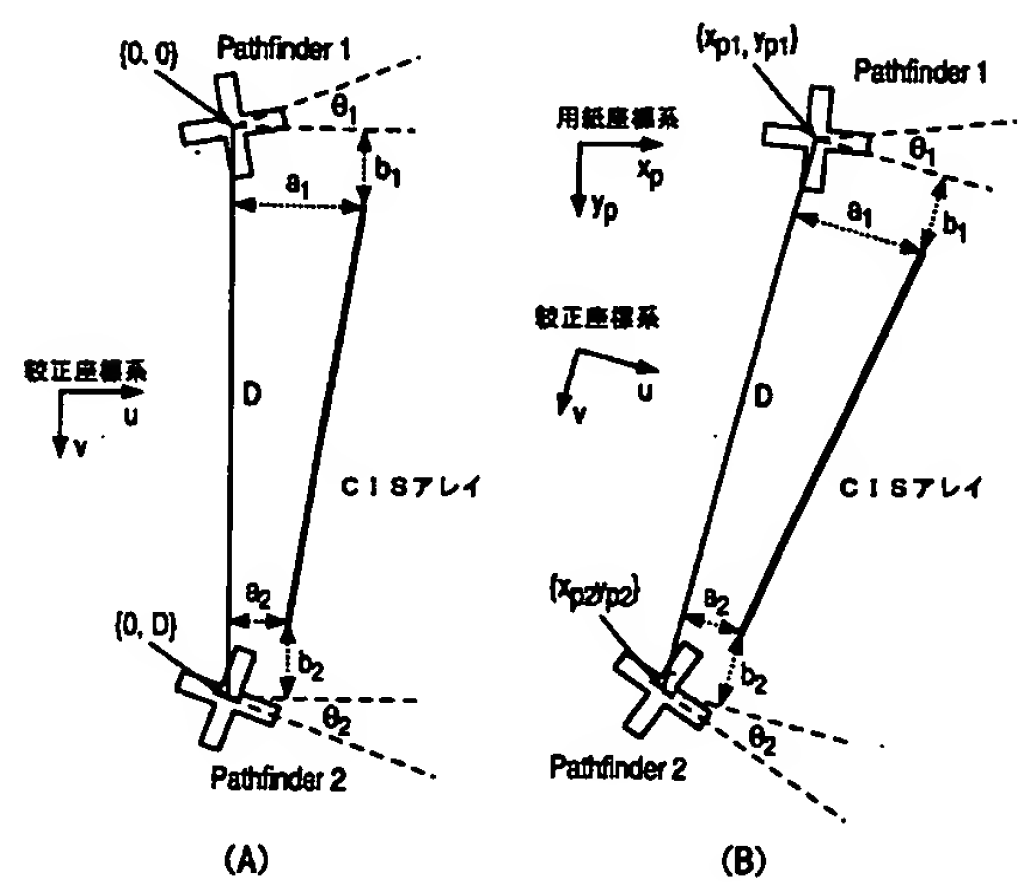 {0, 0}
Pathfinder 1
θ1
b1
a1
較正座標系
u
v
D
CISアレイ
a2
{0, D}
b2
θ2
Pathfinder 2
(A)
{xp1, yp1}
Pathfinder 1
用紙座標系
xp
yp
θ1
a1
b1
較正座標系
u
v
D
CISアレイ
{xp2yp2}
a2
b2
θ2
Pathfinder 2
(B)